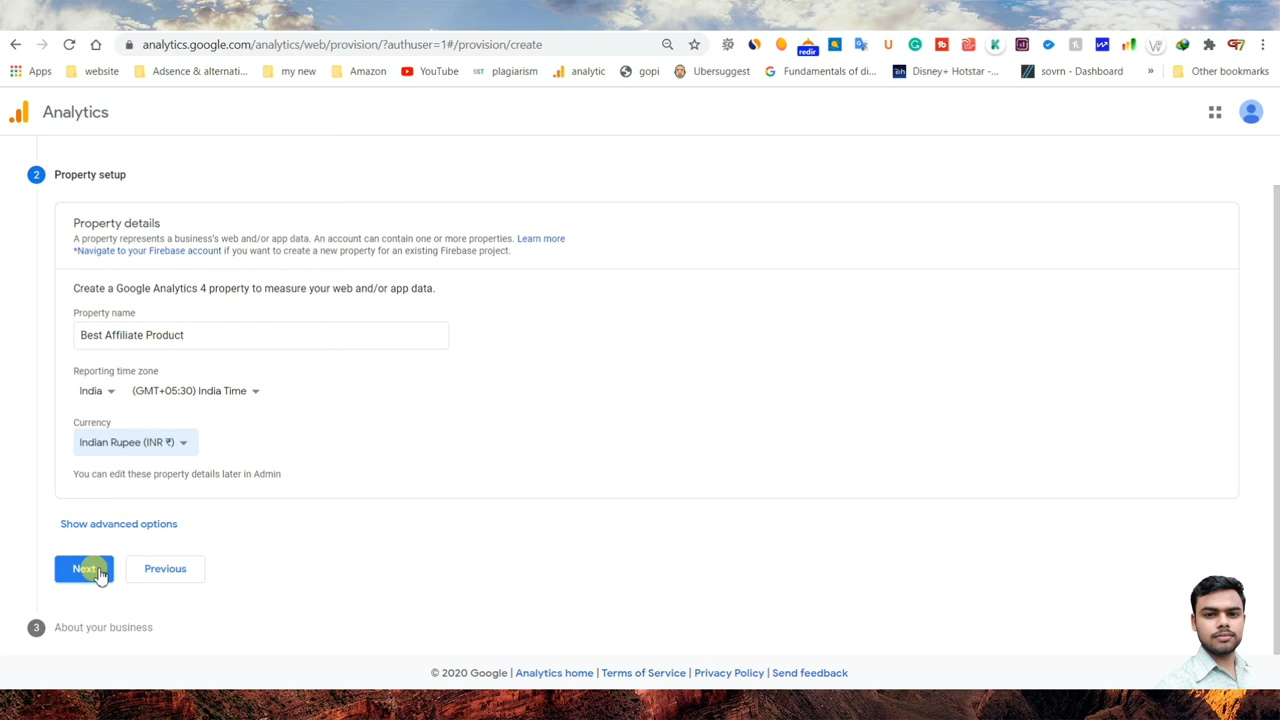 analytics.google.com/analytics/web/provision/?authuser=1#/provision/create
redir
Apps website Adsence & alternati... my new Amazon YouTube SST plagiarism analytic gopi Ubersuggest Fundamentals of di... Disney+ Hotstar -... sovrn - Dashboard » Other bookmarks
Analytics
2 Property setup
Property details
A property represents a business's web and/or app data. An account can contain one or more properties. Learn more
*Navigate to your Firebase account if you want to create a new property for an existing Firebase project.
Create a Google Analytics 4 property to measure your web and/or app data.
Property name
Best Affiliate Product
Reporting time zone
India (GMT+05:30) India Time
Currency
Indian Rupee (INR ₹)
You can edit these property details later in Admin
Show advanced options
Next Previous
3 About your business
© 2020 Google | Analytics home | Terms of Service | Privacy Policy | Send feedback